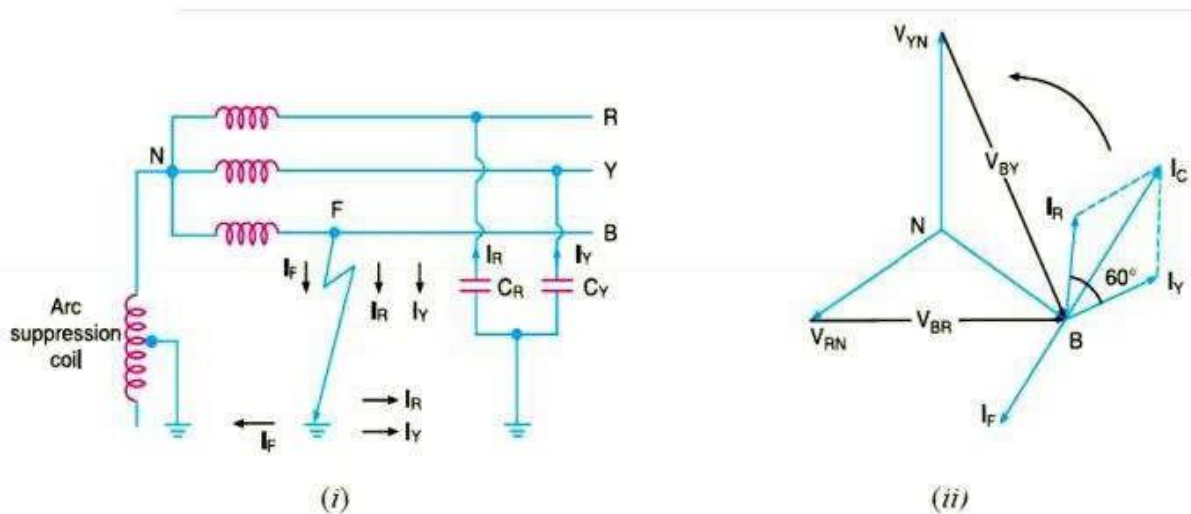 N
R
Y
B
F
I_F
I_R
I_Y
I_R
I_Y
C_R
C_Y
Arc
suppression
coil
I_R
I_Y
I_F
(i)
V_YN
V_BY
I_C
I_R
N
60°
I_Y
V_RN
V_BR
B
I_F
(ii)